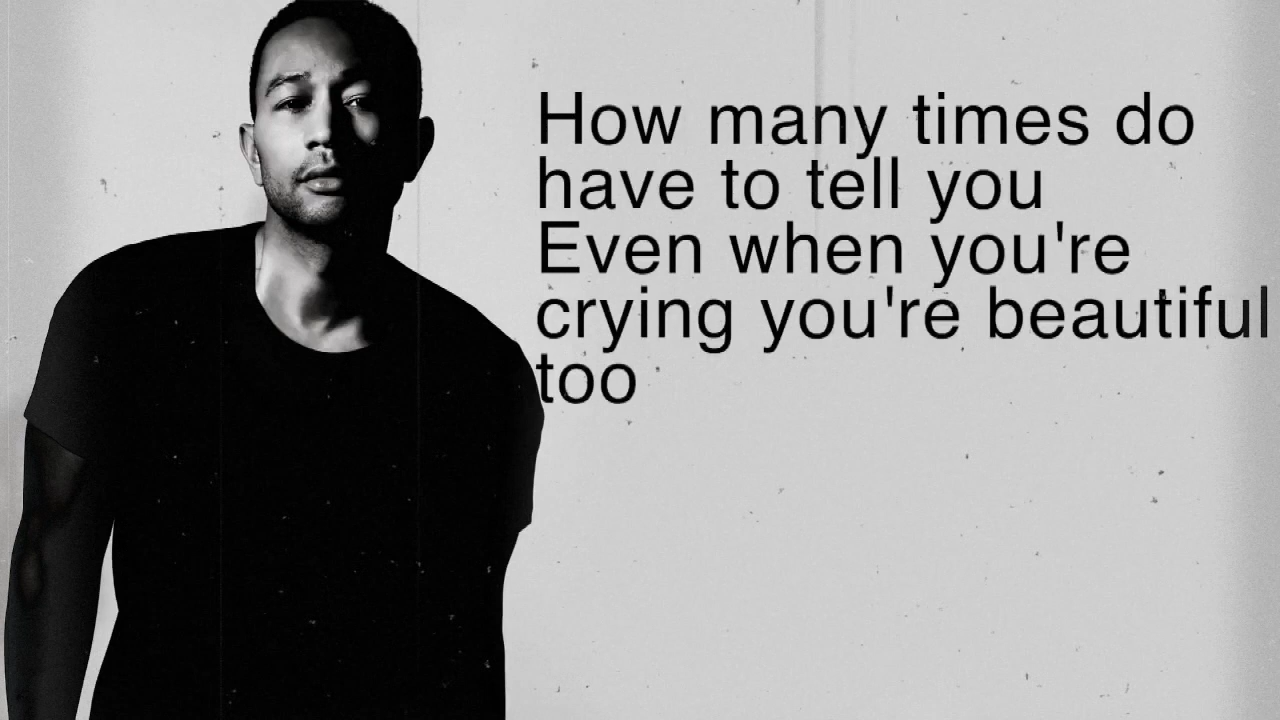 How many times do
have to tell you
Even when you're
crying you're beautiful
too